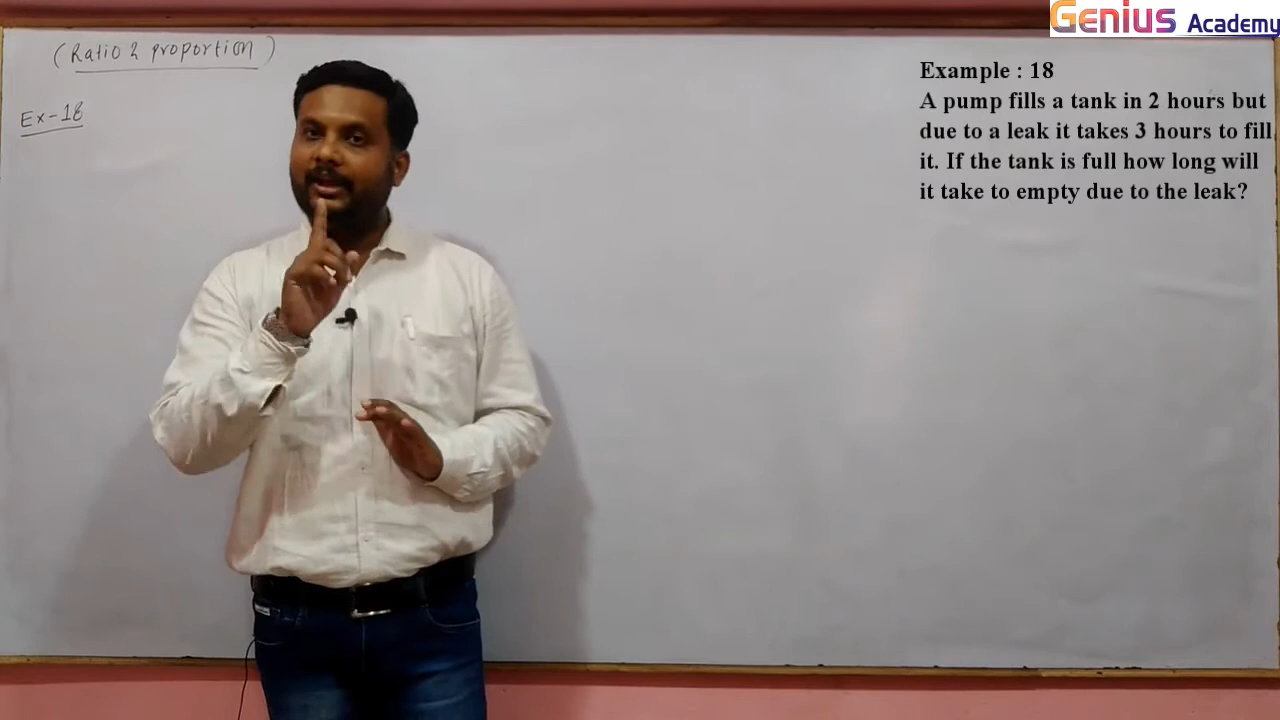 Genius Academy
(Ratio & proportion)
Ex-18
Example : 18
A pump fills a tank in 2 hours but
due to a leak it takes 3 hours to fill
it. If the tank is full how long will
it take to empty due to the leak?